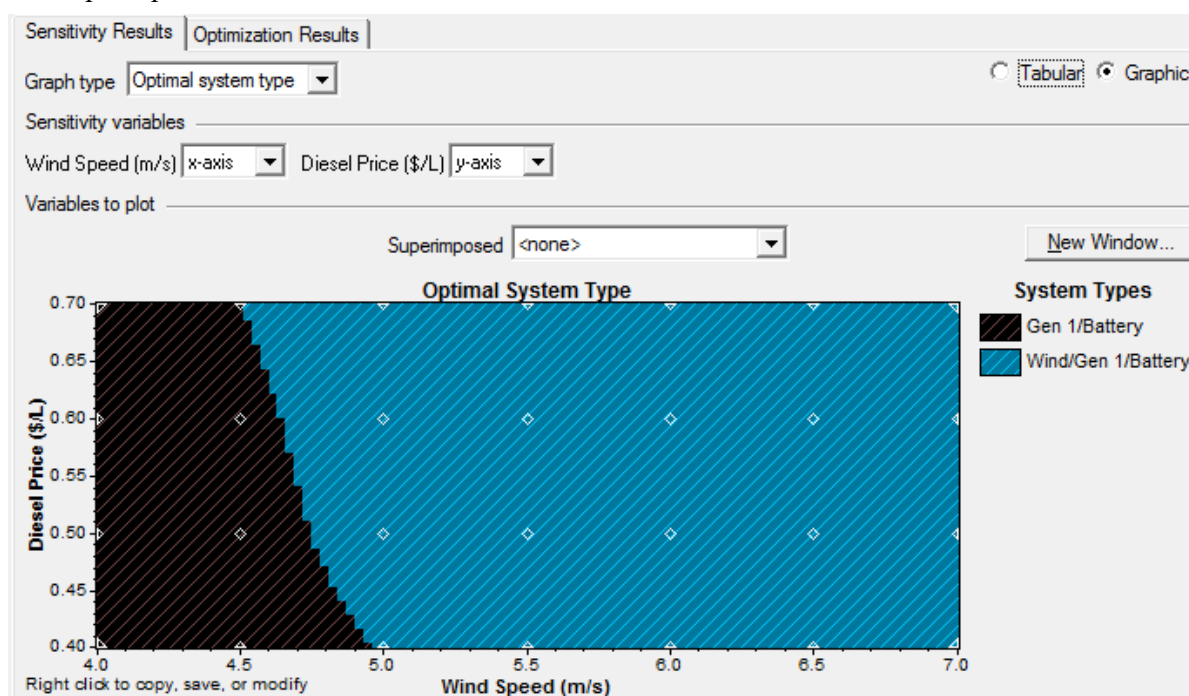 Sensitivity Results Optimization Results
Graph type Optimal system type Tabular Graphic
Sensitivity variables
Wind Speed (m/s) x-axis Diesel Price ($/L) y-axis
Variables to plot
Superimposed <none> New Window...
Optimal System Type
System Types
Gen 1/Battery
Wind/Gen 1/Battery
Diesel Price ($/L)
0.70
0.65
0.60
0.55
0.50
0.45
0.40
4.0 4.5 5.0 5.5 6.0 6.5 7.0
Right click to copy, save, or modify Wind Speed (m/s)